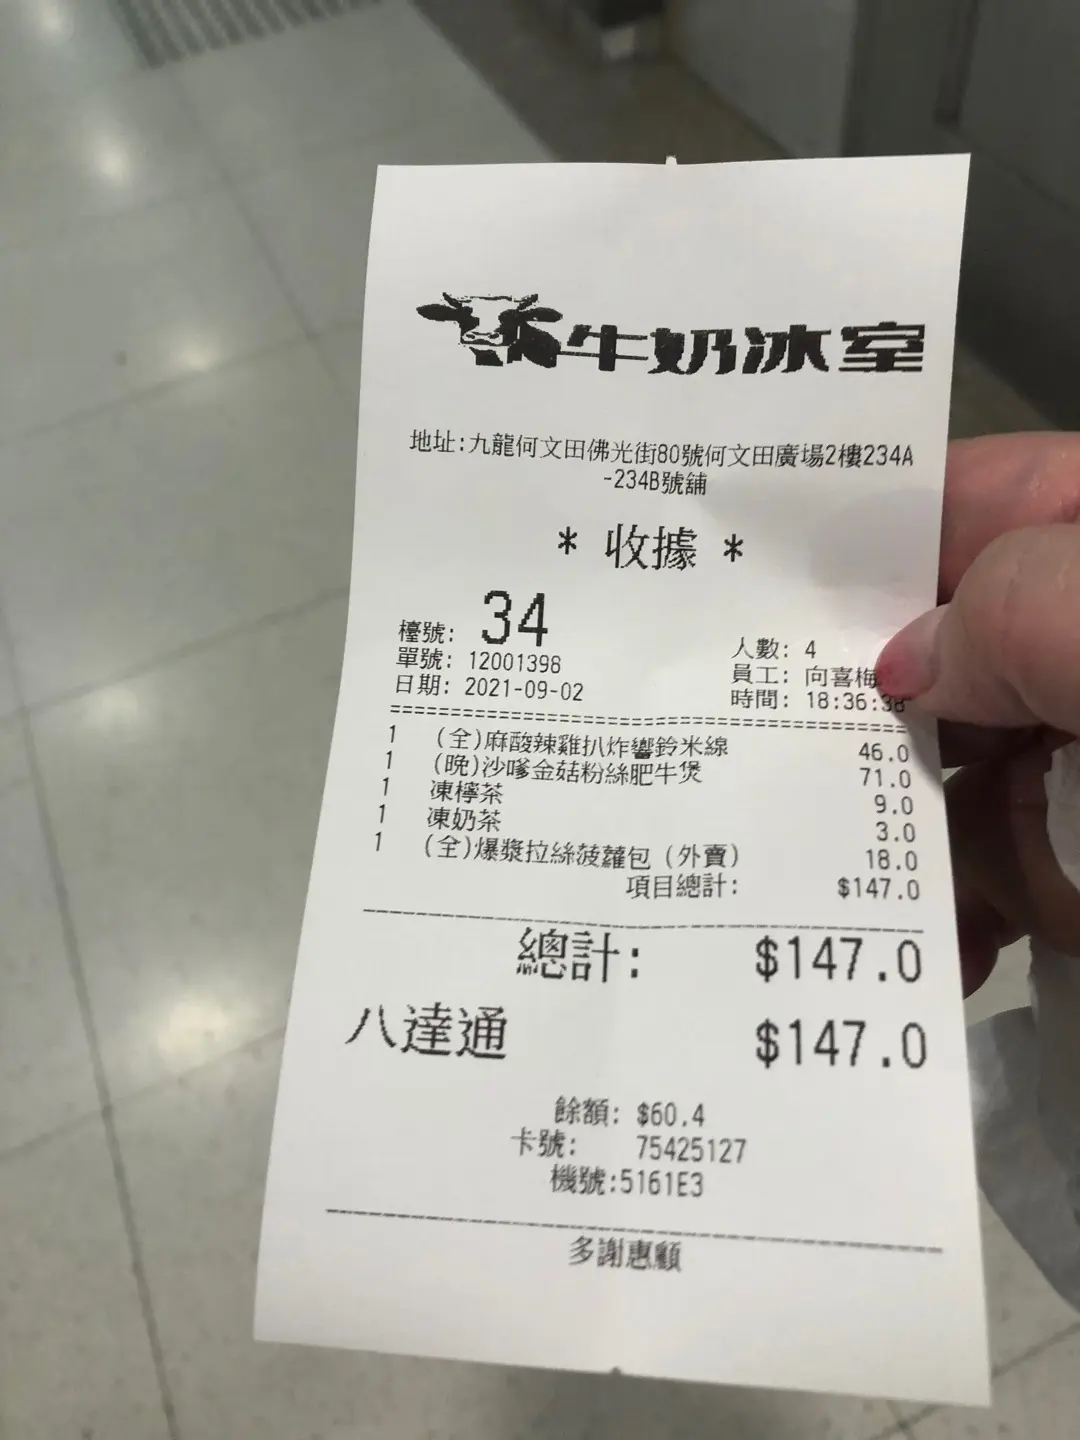 牛奶冰室
地址:九龍何文田佛光街80號何文田廣場2樓234A
-234B號舖
* 收據 *
檯號: 34
單號: 12001398
日期: 2021-09-02
人數: 4
員工: 向喜梅
時間: 18:36:38
1 (全)麻酸辣雞扒炸響鈴米線 46.0
1 (晚)沙嗲金菇粉絲肥牛煲 71.0
1 凍檸茶 9.0
1 凍奶茶 3.0
1 (全)爆漿拉絲菠蘿包(外賣) 18.0
項目總計: $147.0
總計: $147.0
八達通 $147.0
餘額: $60.4
卡號: 75425127
機號:5161E3
多謝惠顧